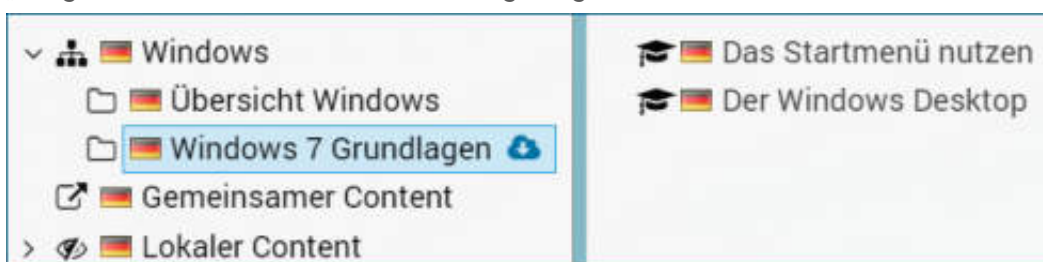 Windows
Übersicht Windows
Windows 7 Grundlagen
Gemeinsamer Content
Lokaler Content
Das Startmenü nutzen
Der Windows Desktop